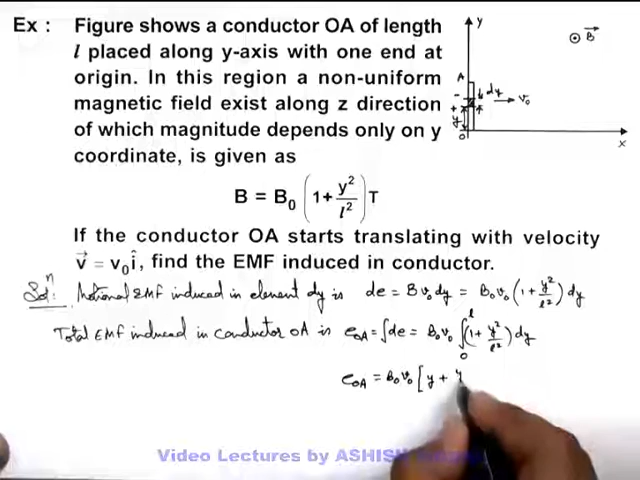 Ex : Figure shows a conductor OA of length
l placed along y-axis with one end at
origin. In this region a non-uniform
magnetic field exist along z direction
of which magnitude depends only on y
coordinate, is given as
B = B₀ (1+ y²/l²) T
If the conductor OA starts translating with velocity
v⃗ = v₀î, find the EMF induced in conductor.
y
⊙ B⃗
A
- dy
+ → v₀
y
O
x
Solⁿ: Motional EMF induced in element dy is de = B v₀ dy = B₀v₀ (1+ y²/l²) dy
Total EMF induced in conductor OA is e_OA = ∫de = B₀v₀ ∫₀ˡ (1+ y²/l²) dy
e_OA = B₀v₀ [ y + y
Video Lectures by ASHISH